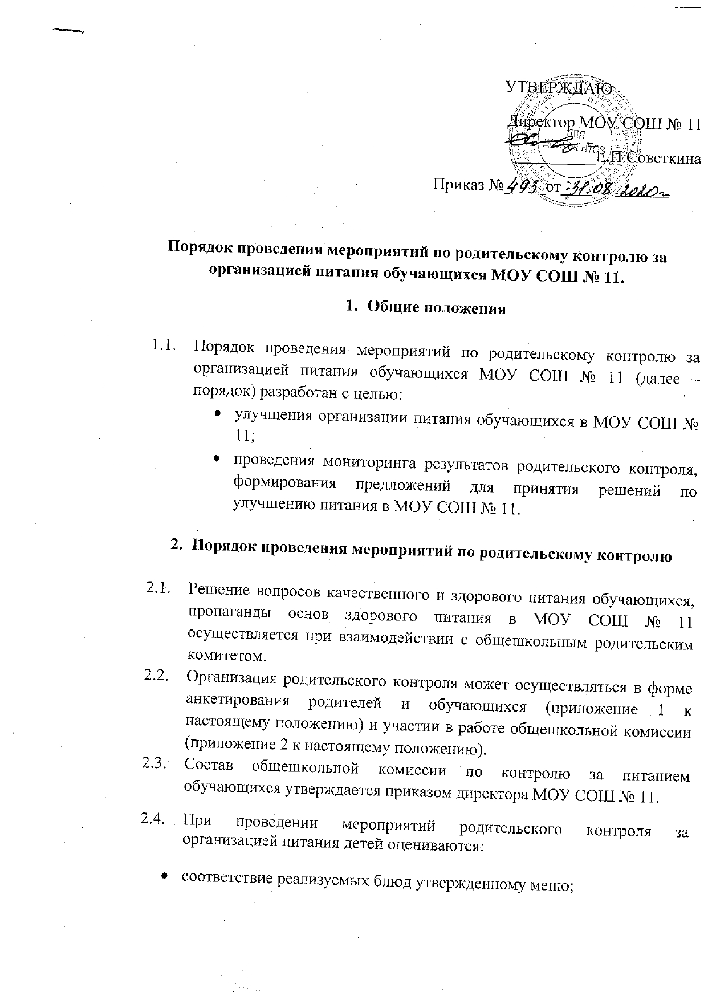 УТВЕРЖДАЮ
Директор МОУ СОШ № 11
ДЛЯ
Е.П.Советкина
Приказ № 493 от 31.08.2020г
Порядок проведения мероприятий по родительскому контролю за
организацией питания обучающихся МОУ СОШ № 11.
1. Общие положения
1.1. Порядок проведения мероприятий по родительскому контролю за
организацией питания обучающихся МОУ СОШ № 11 (далее –
порядок) разработан с целью:
• улучшения организации питания обучающихся в МОУ СОШ №
11;
• проведения мониторинга результатов родительского контроля,
формирования предложений для принятия решений по
улучшению питания в МОУ СОШ № 11.
2. Порядок проведения мероприятий по родительскому контролю
2.1. Решение вопросов качественного и здорового питания обучающихся,
пропаганды основ здорового питания в МОУ СОШ № 11
осуществляется при взаимодействии с общешкольным родительским
комитетом.
2.2. Организация родительского контроля может осуществляться в форме
анкетирования родителей и обучающихся (приложение 1 к
настоящему положению) и участии в работе общешкольной комиссии
(приложение 2 к настоящему положению).
2.3. Состав общешкольной комиссии по контролю за питанием
обучающихся утверждается приказом директора МОУ СОШ № 11.
2.4. При проведении мероприятий родительского контроля за
организацией питания детей оцениваются:
• соответствие реализуемых блюд утвержденному меню;